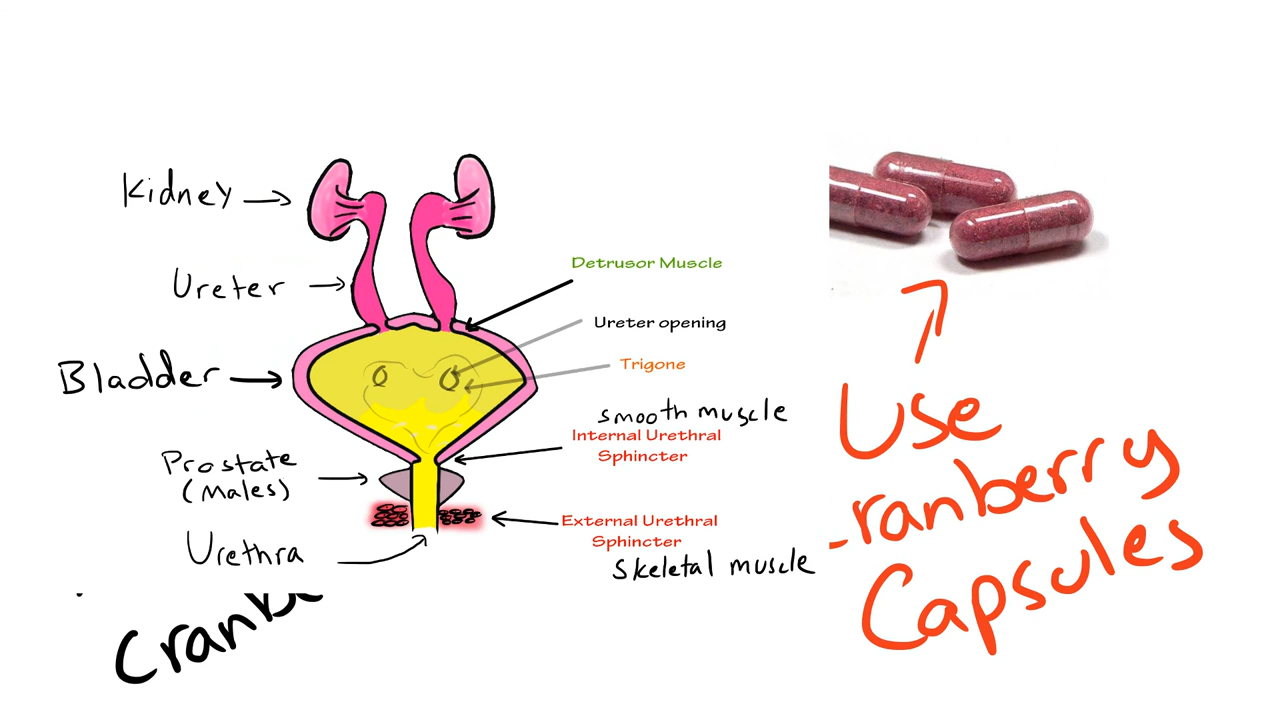 Kidney
Ureter
Detrusor Muscle
Ureter opening
Trigone
Bladder
smooth muscle
Internal Urethral
Sphincter
Prostate
(Males)
External Urethral
Sphincter
Urethra
Skeletal muscle
Use
ranberry
Capsules